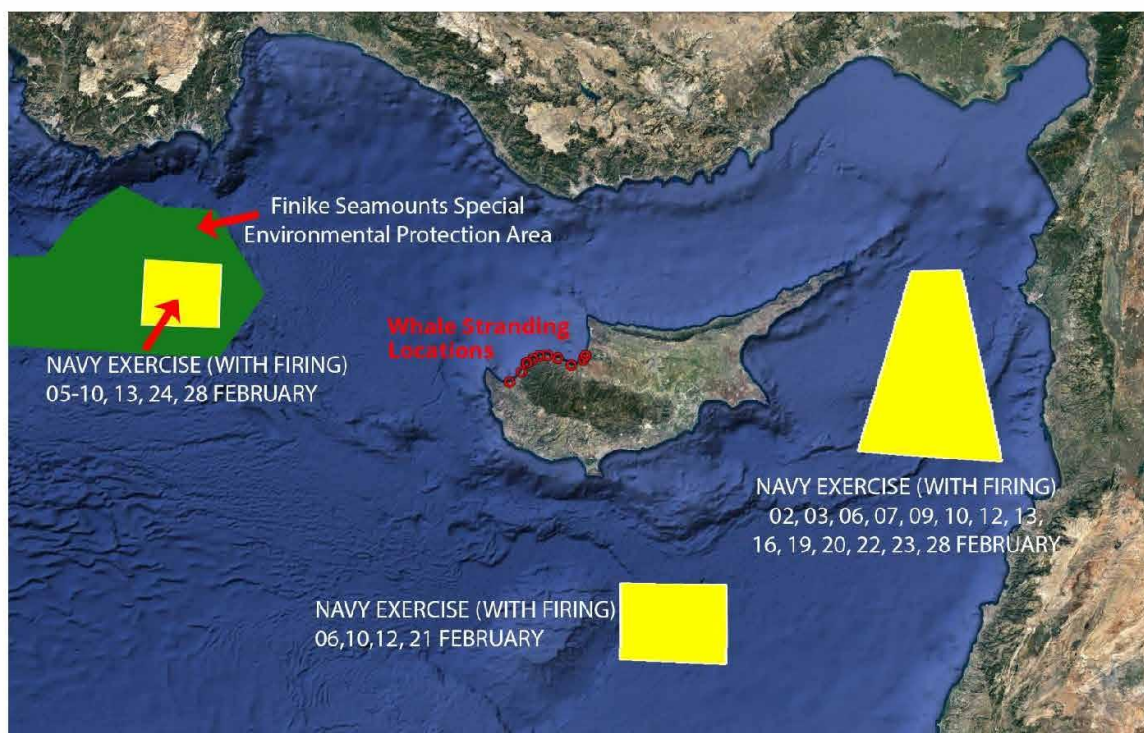 Finike Seamounts Special
Environmental Protection Area
Whale Stranding
Locations
NAVY EXERCISE (WITH FIRING)
05-10, 13, 24, 28 FEBRUARY
NAVY EXERCISE (WITH FIRING)
02, 03, 06, 07, 09, 10, 12, 13,
16, 19, 20, 22, 23, 28 FEBRUARY
NAVY EXERCISE (WITH FIRING)
06,10,12, 21 FEBRUARY